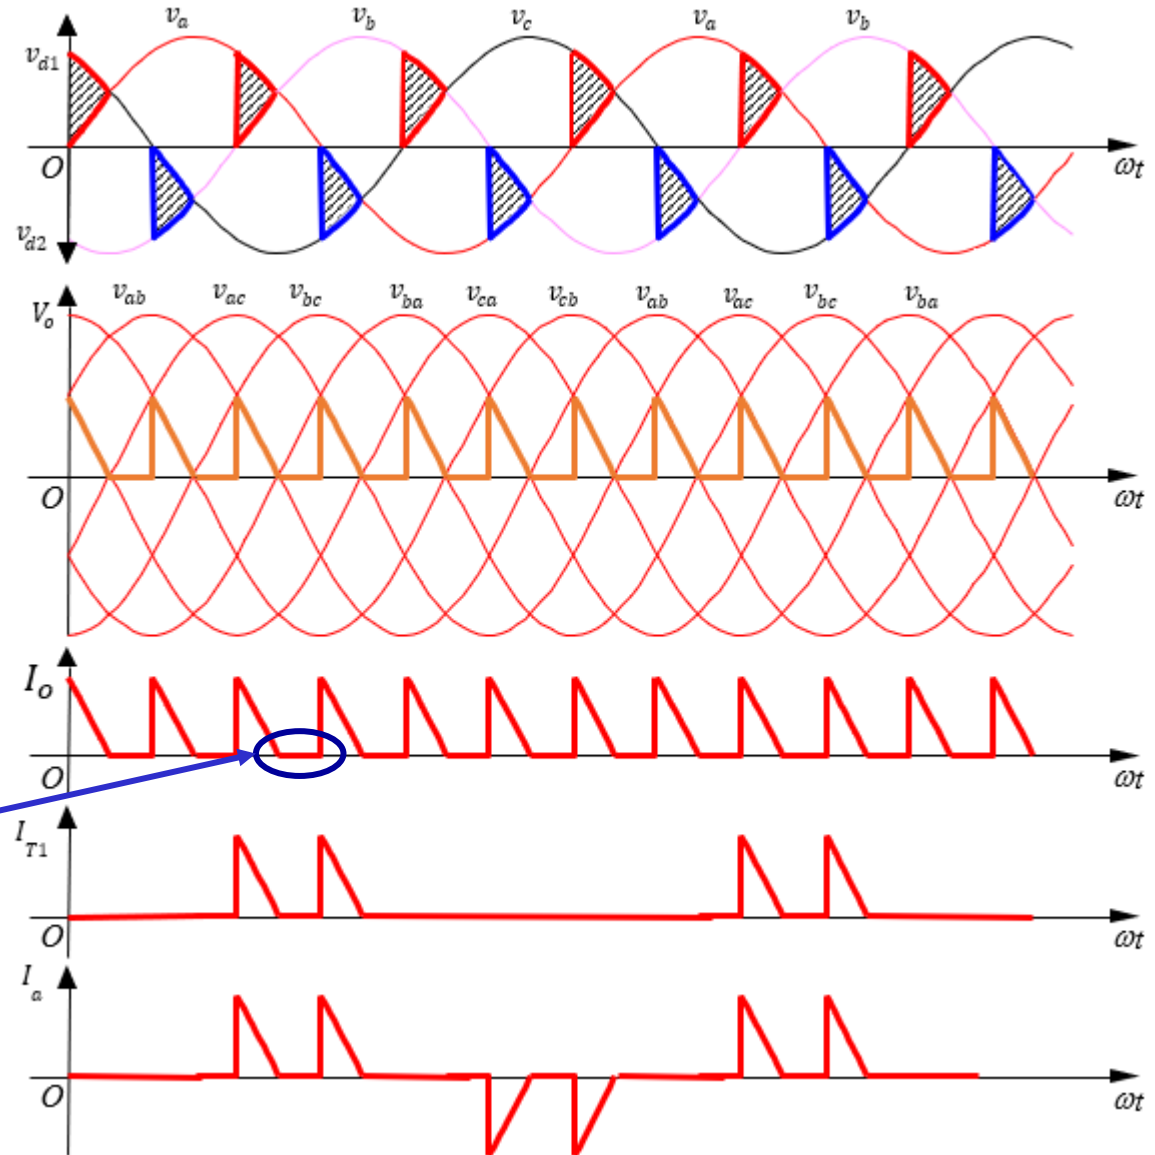 v_a v_b v_c v_a v_b
v_d1
O ωt
v_d2
v_ab v_ac v_bc v_ba v_ca v_cb v_ab v_ac v_bc v_ba
V_o
O ωt
I_o
O ωt
I_T1
O ωt
I_a
O ωt